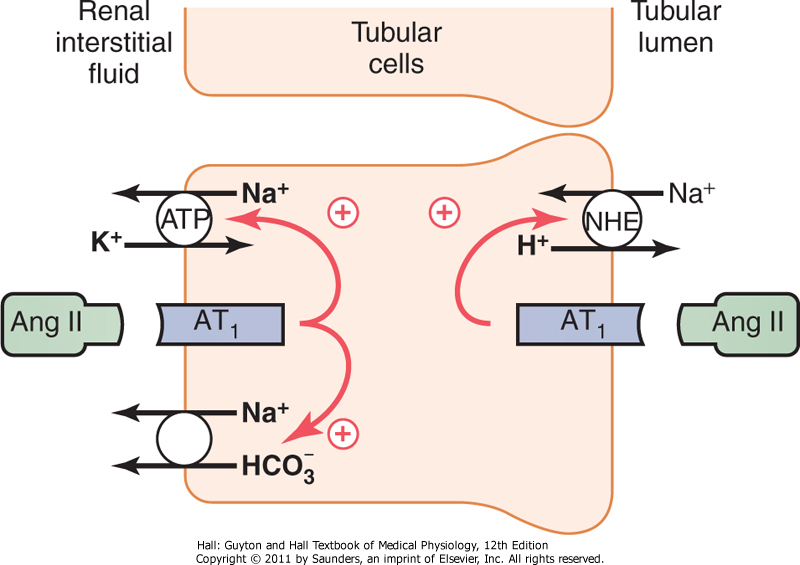 Renal
interstitial
fluid
Tubular
cells
Tubular
lumen
Na⁺
ATP
K⁺
Na⁺
NHE
H⁺
Ang II
AT₁
AT₁
Ang II
Na⁺
HCO₃⁻
+
+
+
Hall: Guyton and Hall Textbook of Medical Physiology, 12th Edition
Copyright © 2011 by Saunders, an imprint of Elsevier, Inc. All rights reserved.